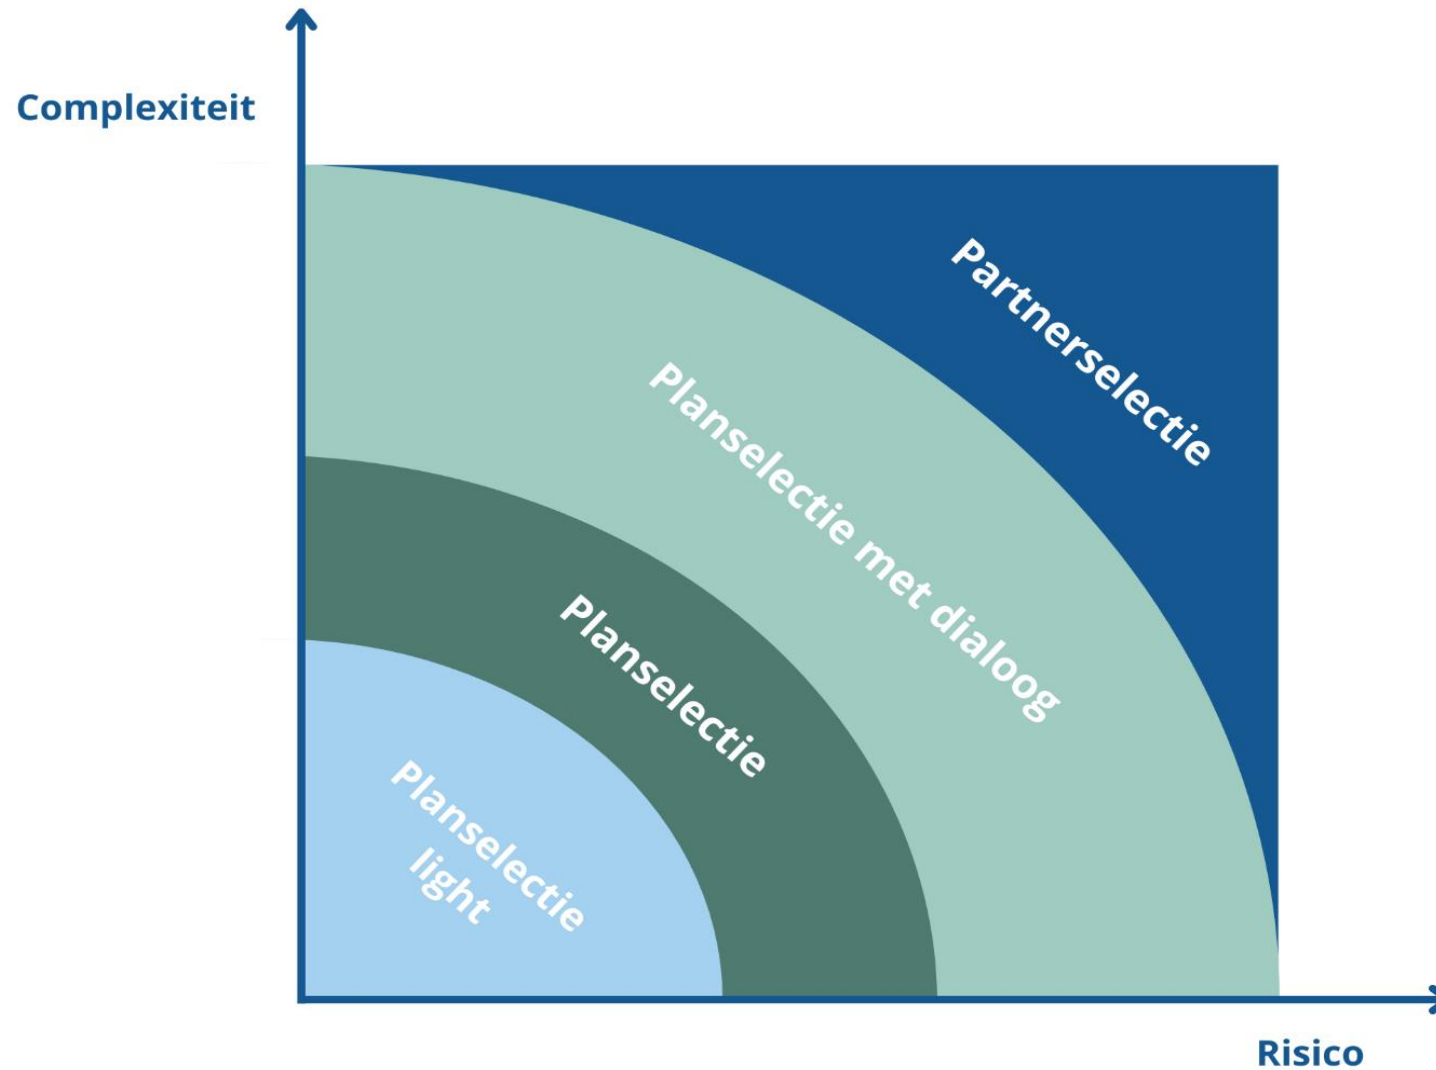 Complexiteit
Partnerselectie
Planselectie met dialoog
Planselectie
Planselectie
light
Risico